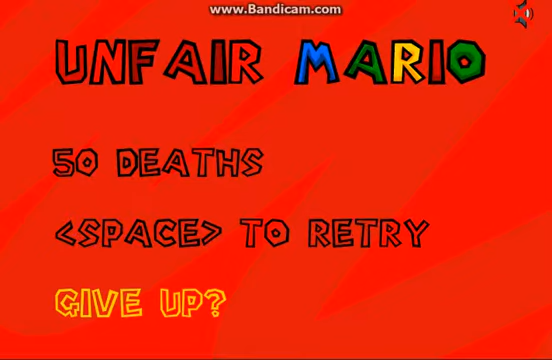 www.Bandicam.com
UNFAIR MARIO
50 DEATHS
<SPACE> TO RETRY
GIVE UP?